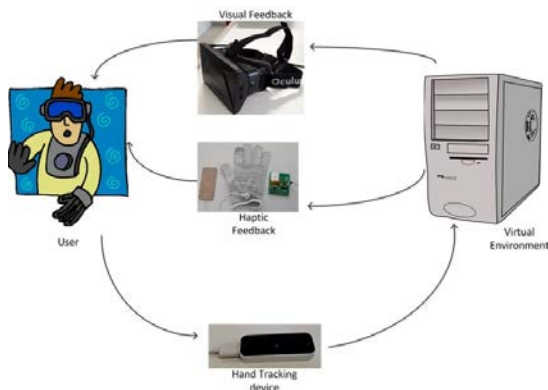 Visual Feedback
Oculus
Haptic
Feedback
User
Virtual
Environment
Hand Tracking
device